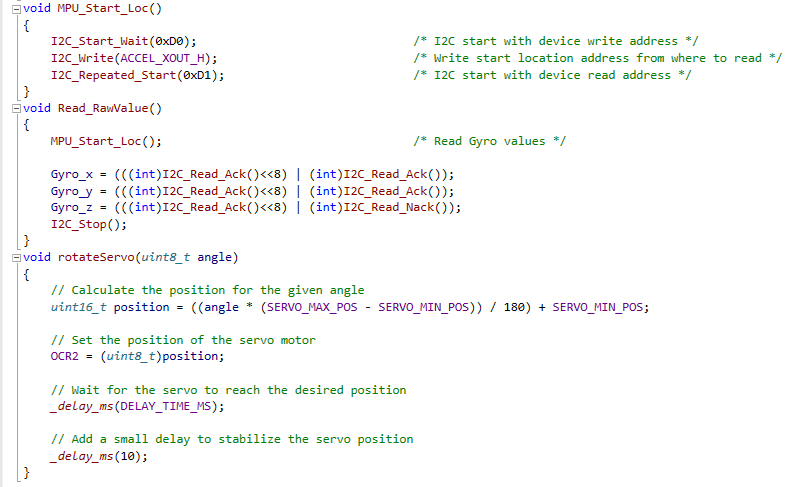 void MPU_Start_Loc()
{
I2C_Start_Wait(0xD0); /* I2C start with device write address */
I2C_Write(ACCEL_XOUT_H); /* Write start location address from where to read */
I2C_Repeated_Start(0xD1); /* I2C start with device read address */
}
void Read_RawValue()
{
MPU_Start_Loc(); /* Read Gyro values */
Gyro_x = (((int)I2C_Read_Ack()<<8) | (int)I2C_Read_Ack());
Gyro_y = (((int)I2C_Read_Ack()<<8) | (int)I2C_Read_Ack());
Gyro_z = (((int)I2C_Read_Ack()<<8) | (int)I2C_Read_Nack());
I2C_Stop();
}
void rotateServo(uint8_t angle)
{
// Calculate the position for the given angle
uint16_t position = ((angle * (SERVO_MAX_POS - SERVO_MIN_POS)) / 180) + SERVO_MIN_POS;
// Set the position of the servo motor
OCR2 = (uint8_t)position;
// Wait for the servo to reach the desired position
_delay_ms(DELAY_TIME_MS);
// Add a small delay to stabilize the servo position
_delay_ms(10);
}